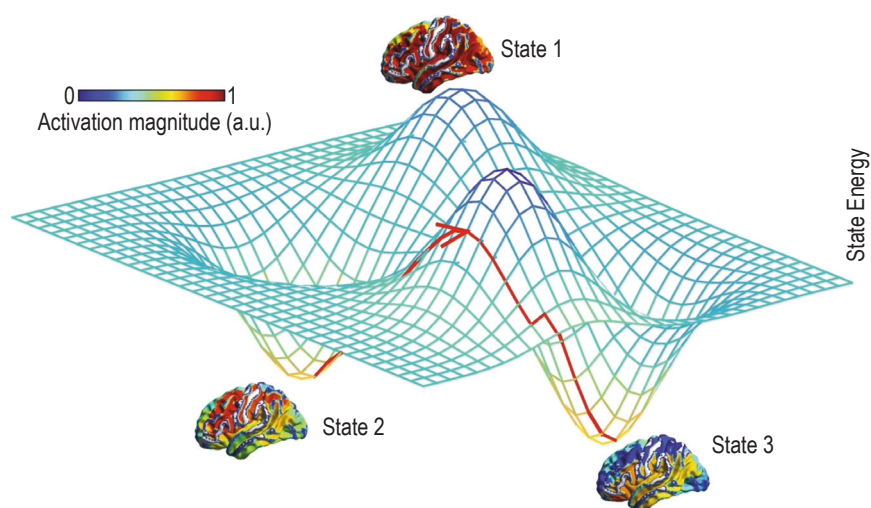 State 1
0 1
Activation magnitude (a.u.)
State Energy
State 2
State 3